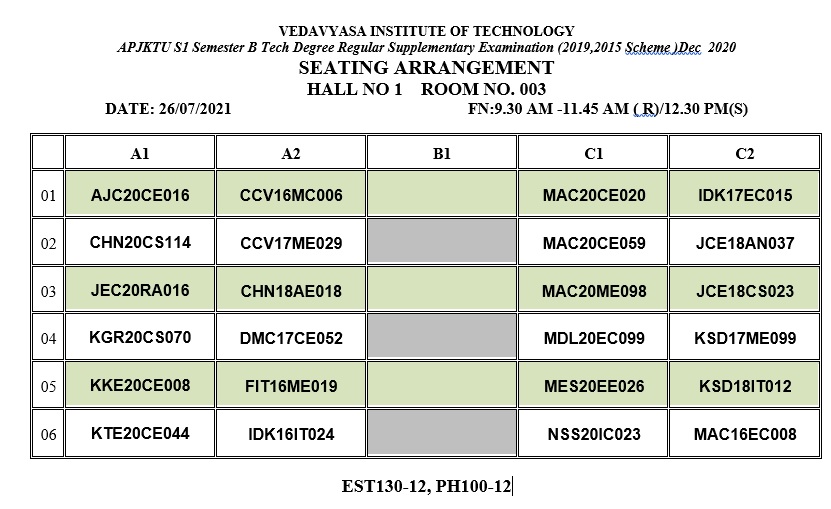 VEDAVYASA INSTITUTE OF TECHNOLOGY
APJKTU S1 Semester B Tech Degree Regular Supplementary Examination (2019,2015 Scheme )Dec 2020
SEATING ARRANGEMENT
HALL NO 1 ROOM NO. 003
DATE: 26/07/2021 FN:9.30 AM -11.45 AM ( R)/12.30 PM(S)
A1 A2 B1 C1 C2
01 AJC20CE016 CCV16MC006 MAC20CE020 IDK17EC015
02 CHN20CS114 CCV17ME029 MAC20CE059 JCE18AN037
03 JEC20RA016 CHN18AE018 MAC20ME098 JCE18CS023
04 KGR20CS070 DMC17CE052 MDL20EC099 KSD17ME099
05 KKE20CE008 FIT16ME019 MES20EE026 KSD18IT012
06 KTE20CE044 IDK16IT024 NSS20IC023 MAC16EC008
EST130-12, PH100-12